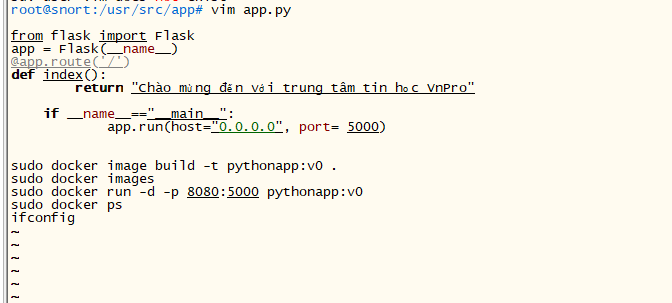 root@snort:/usr/src/app# vim app.py
from flask import Flask
app = Flask(__name__)
@app.route('/')
def index():
return "Chào mừng đến với trung tâm tin học VnPro"
if __name__=="__main__":
app.run(host="0.0.0.0", port= 5000)
sudo docker image build -t pythonapp:v0 .
sudo docker images
sudo docker run -d -p 8080:5000 pythonapp:v0
sudo docker ps
ifconfig
~
~
~
~
~
~